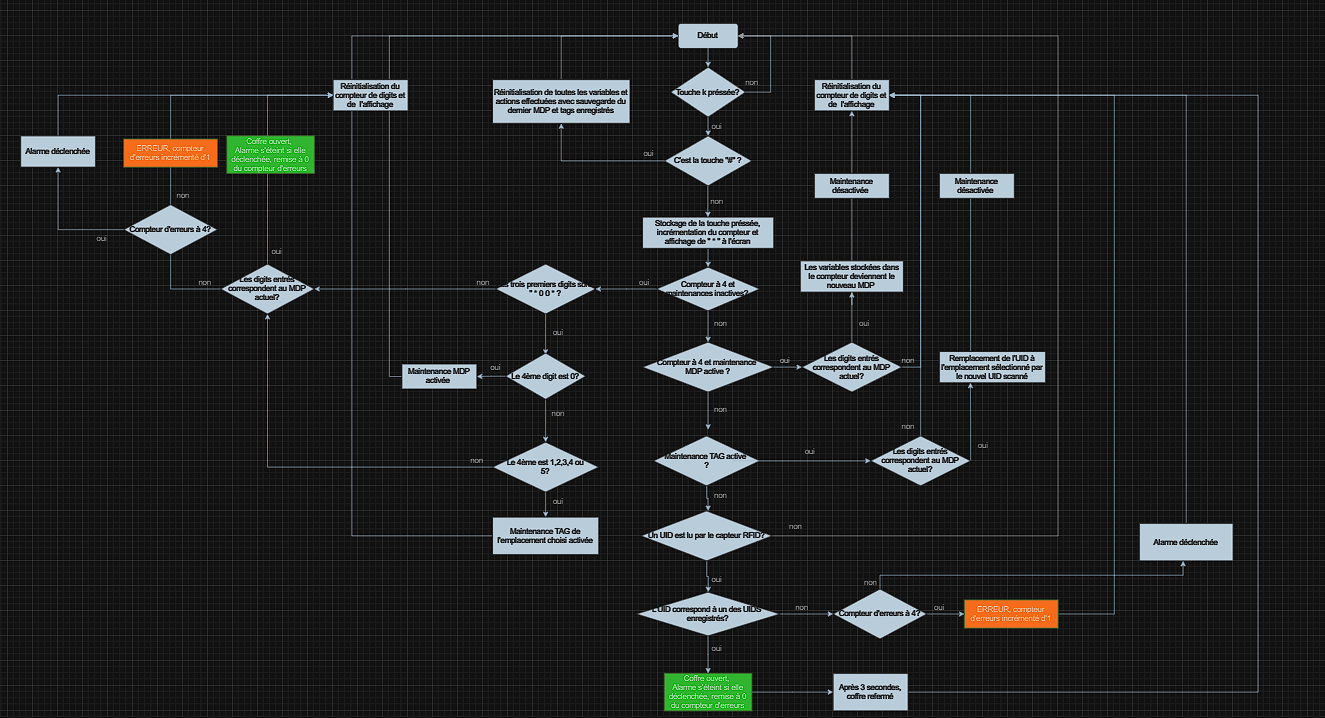 Début
Touche k préssée?
non
oui
C'est la touche "#" ?
oui
non
Réinitialisation de toutes les variables et
actions effectuées avec sauvegarde du
dernier MDP et tags enregistrés
Réinitialisation du
compteur de digits et
de l'affichage
Réinitialisation du
compteur de digits et
de l'affichage
Alarme déclenchée
ERREUR, compteur
d'erreurs incrémenté d'1
Coffre ouvert,
Alarme s'éteint si elle
déclenchée, remise à 0
du compteur d'erreurs
non
Compteur d'erreurs à 4?
oui
oui
Les digits entrés
correspondent au MDP
actuel?
non
Stockage de la touche préssée,
incrémentation du compteur et
affichage de " * " à l'écran
Compteur à 4 et
maintenances inactives?
oui
non
trois premiers digits
" * 0 0 " ?
non
oui
Le 4ème digit est 0?
oui
non
Maintenance MDP
activée
Le 4ème est 1,2,3,4 ou
5?
non
oui
Maintenance TAG de
l'emplacement choisi activée
Compteur à 4 et maintenance
MDP active ?
oui
non
Les digits entrés
correspondent au MDP
actuel?
oui
non
Les variables stockées dans
le compteur deviennent le
nouveau MDP
Maintenance
désactivée
Maintenance
désactivée
Remplacement de l'UID à
l'emplacement sélectionné par
le nouvel UID scanné
Maintenance TAG active
?
oui
non
Les digits entrés
correspondent au MDP
actuel?
non
oui
Un UID est lu par le capteur RFID?
non
oui
L'UID correspond à un des UIDS
enregistrés?
non
oui
Compteur d'erreurs à 4?
non
oui
ERREUR, compteur
d'erreurs incrémenté d'1
Alarme déclenchée
Coffre ouvert,
Alarme s'éteint si elle
déclenchée, remise à 0
du compteur d'erreurs
Après 3 secondes,
coffre refermé